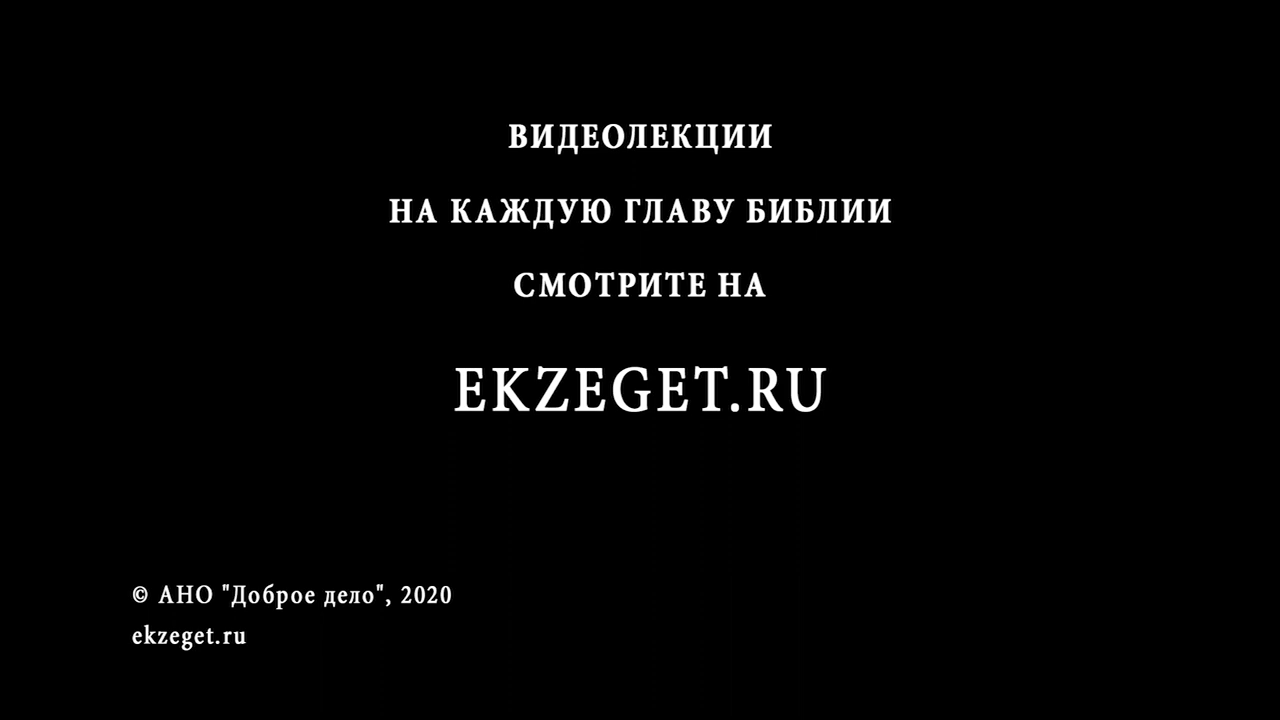 ВИДЕОЛЕКЦИИ
НА КАЖДУЮ ГЛАВУ БИБЛИИ
СМОТРИТЕ НА
EKZEGET.RU
© АНО "Доброе дело", 2020
ekzeget.ru